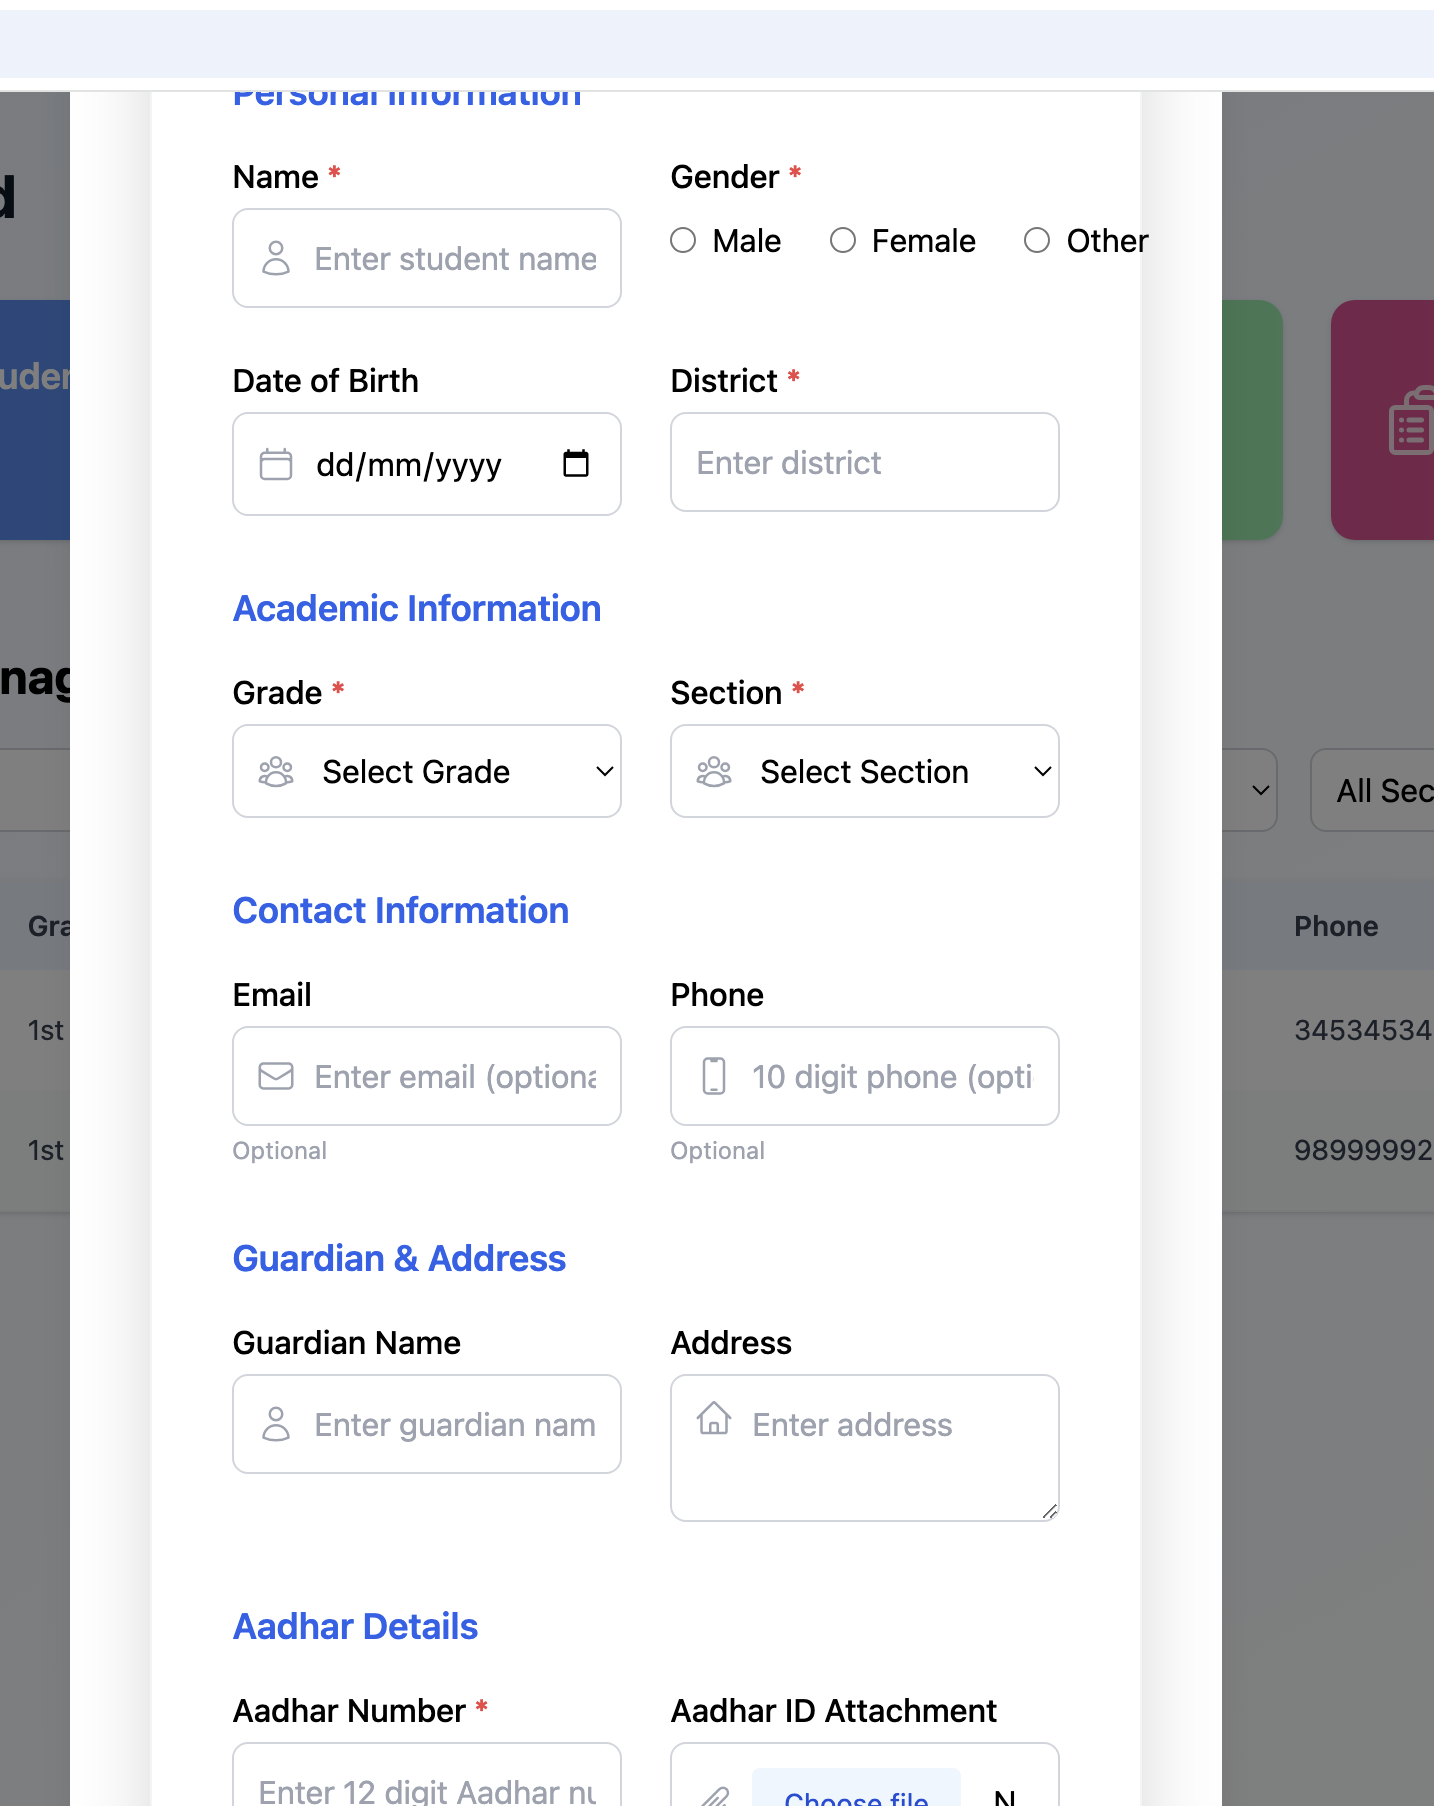 Personal Information
d
Name *
Gender *
Enter student name
Male
Female
Other
Date of Birth
District *
dd/mm/yyyy
Enter district
Academic Information
Grade *
Section *
Select Grade
Select Section
All Sec
Contact Information
Gra
Phone
Email
Phone
1st
34534534
Enter email (optiona
10 digit phone (opti
Optional
Optional
1st
98999992
Guardian & Address
Guardian Name
Address
Enter guardian nam
Enter address
Aadhar Details
Aadhar Number *
Aadhar ID Attachment
Enter 12 digit Aadhar nu
Choose file
N